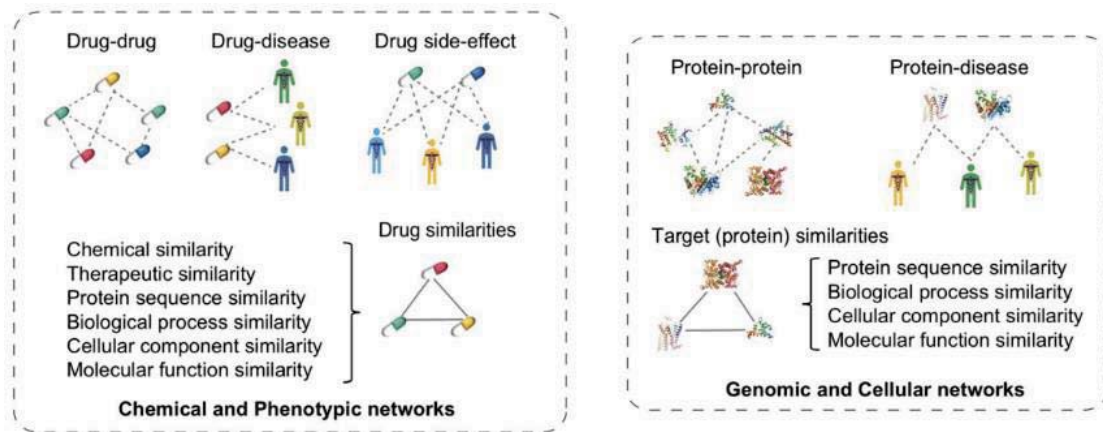 Drug-drug
Drug-disease
Drug side-effect
Drug similarities
Chemical similarity
Therapeutic similarity
Protein sequence similarity
Biological process similarity
Cellular component similarity
Molecular function similarity
Chemical and Phenotypic networks
Protein-protein
Protein-disease
Target (protein) similarities
Protein sequence similarity
Biological process similarity
Cellular component similarity
Molecular function similarity
Genomic and Cellular networks